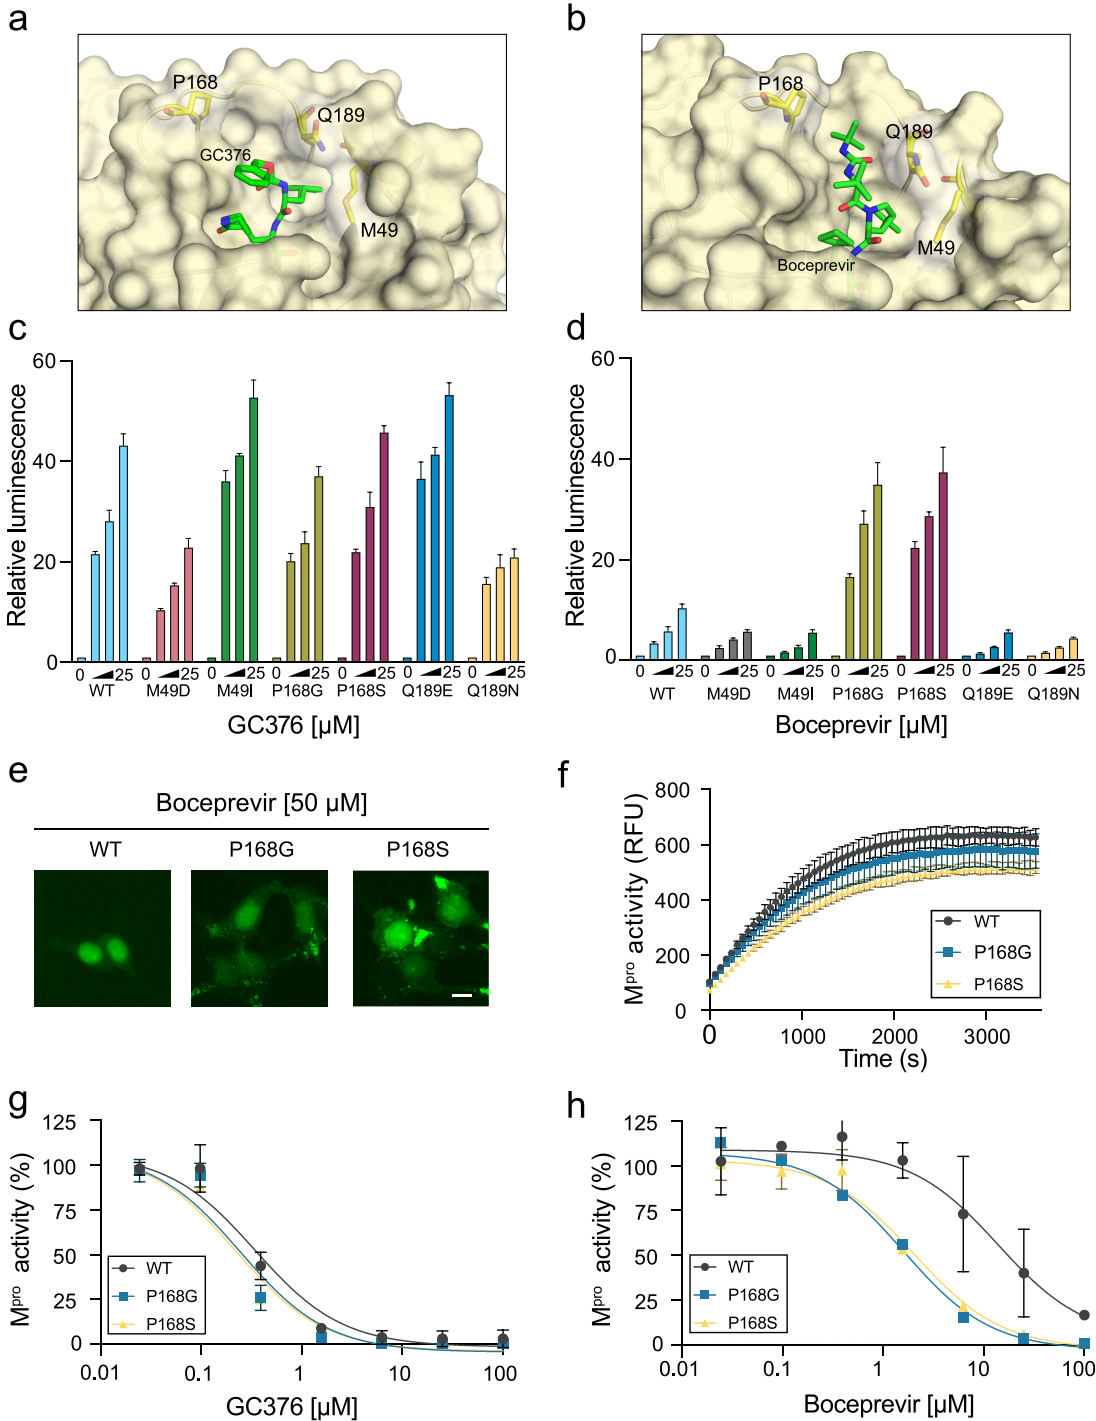 a
P168
Q189
GC376
M49
b
P168
Q189
M49
Boceprevir
c
Relative luminescence
60
40
20
0
0 25 0 25 0 25 0 25 0 25 0 25 0 25
WT M49D M49I P168G P168S Q189E Q189N
GC376 [µM]
d
Relative luminescence
60
40
20
0
0 25 0 25 0 25 0 25 0 25 0 25 0 25
WT M49D M49I P168G P168S Q189E Q189N
Boceprevir [µM]
e
Boceprevir [50 µM]
WT P168G P168S
f
Mpro activity (RFU)
800
600
400
200
0
0 1000 2000 3000
Time (s)
WT
P168G
P168S
g
Mpro activity (%)
125
100
75
50
25
0
0.01 0.1 1 10 100
GC376 [µM]
WT
P168G
P168S
h
Mpro activity (%)
125
100
75
50
25
0
0.01 0.1 1 10 100
Boceprevir [µM]
WT
P168G
P168S